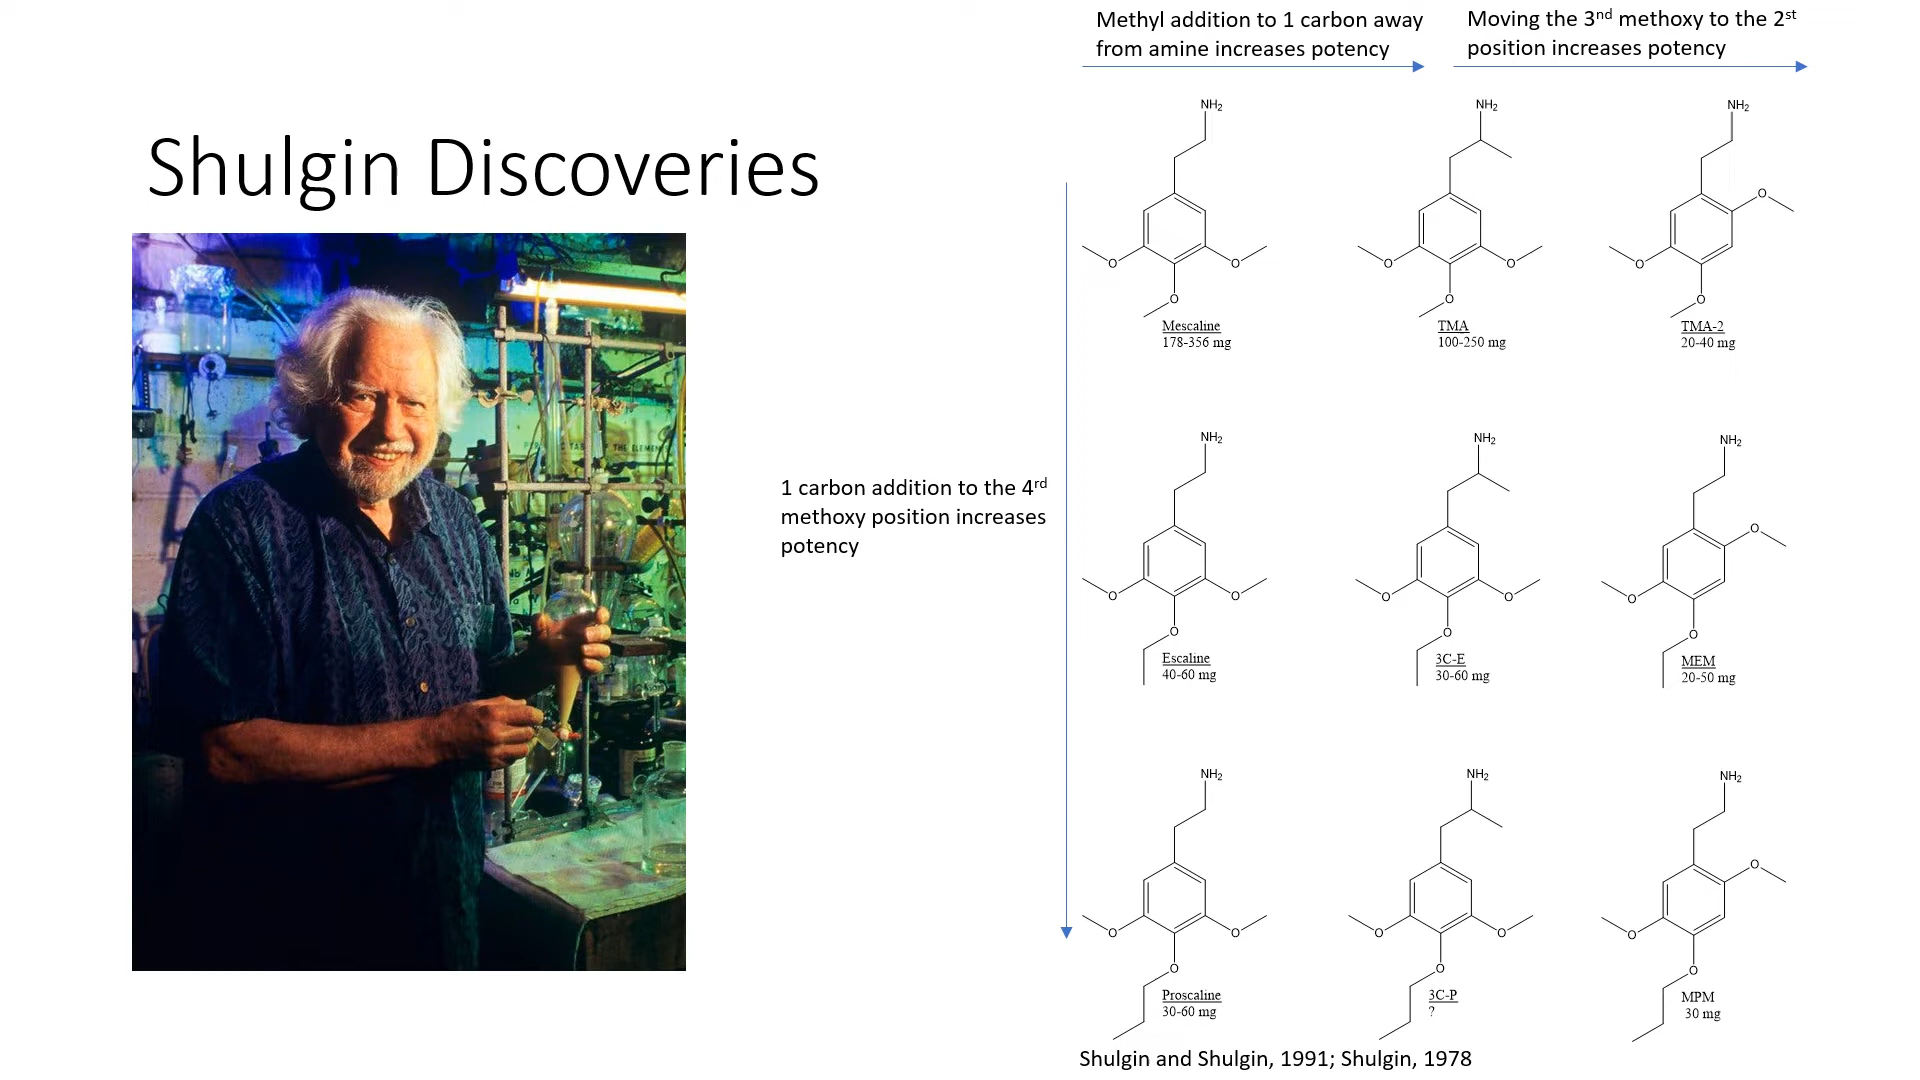 Methyl addition to 1 carbon away
from amine increases potency
Moving the 3nd methoxy to the 2st
position increases potency
Shulgin Discoveries
1 carbon addition to the 4rd
methoxy position increases
potency
NH2
O
O
O
Mescaline
178-356 mg
NH2
O
O
O
TMA
100-250 mg
NH2
O
O
O
TMA-2
20-40 mg
NH2
O
O
O
Escaline
40-60 mg
NH2
O
O
O
3C-E
30-60 mg
NH2
O
O
O
MEM
20-50 mg
NH2
O
O
O
Proscaline
30-60 mg
NH2
O
O
O
3C-P
?
NH2
O
O
O
MPM
30 mg
Shulgin and Shulgin, 1991; Shulgin, 1978